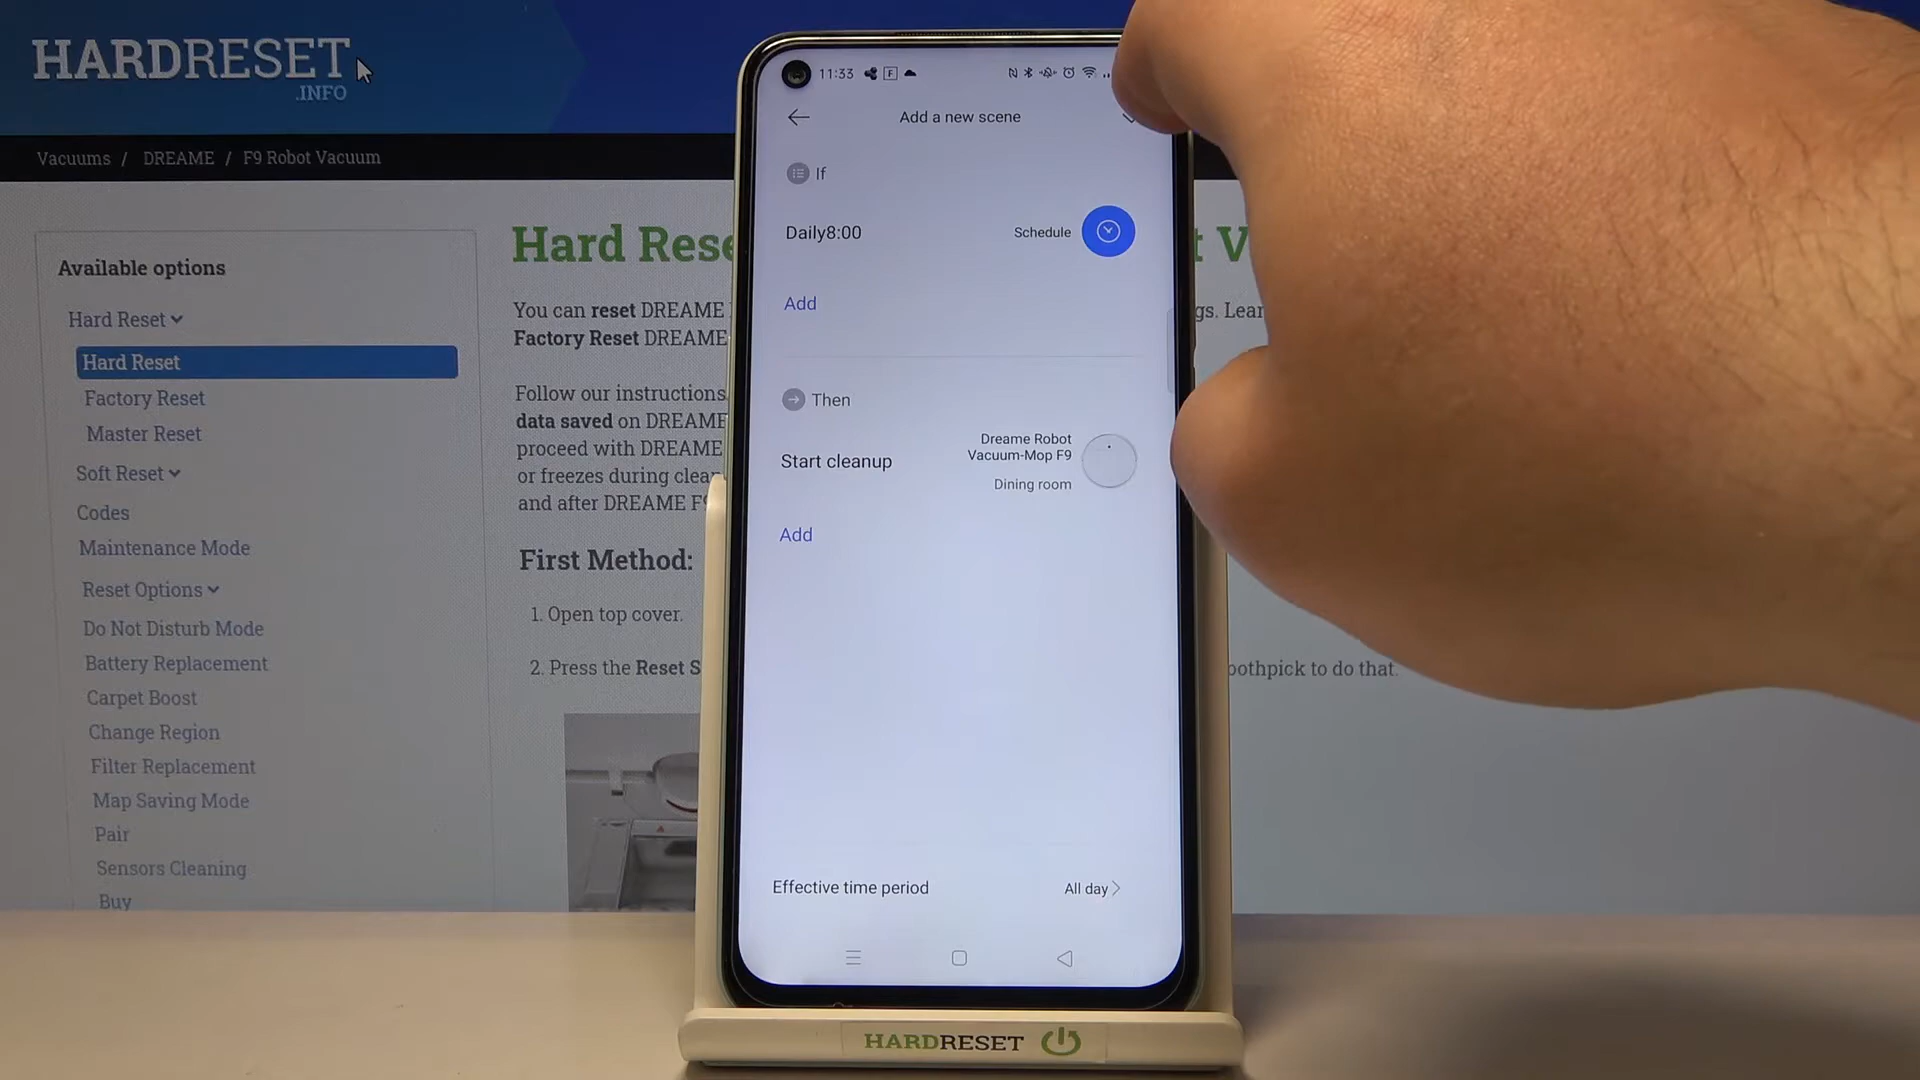 HARDRESET
.INFO
Vacuums / DREAME / F9 Robot Vacuum
Available options
Hard Reset
Hard Reset
Factory Reset
Master Reset
Soft Reset
Codes
Maintenance Mode
Reset Options
Do Not Disturb Mode
Battery Replacement
Carpet Boost
Change Region
Filter Replacement
Map Saving Mode
Pair
Sensors Cleaning
Buy
Hard Rese t V
You can reset DREAME gs. Lear
Factory Reset DREAME
Follow our instructions
data saved on DREAME
proceed with DREAME
or freezes during clea
and after DREAME F9
First Method:
1. Open top cover.
2. Press the Reset S oothpick to do that.
11:33 F
Add a new scene
If
Daily8:00 Schedule
Add
Then
Start cleanup
Dreame Robot
Vacuum-Mop F9
Dining room
Add
Effective time period All day
HARDRESET